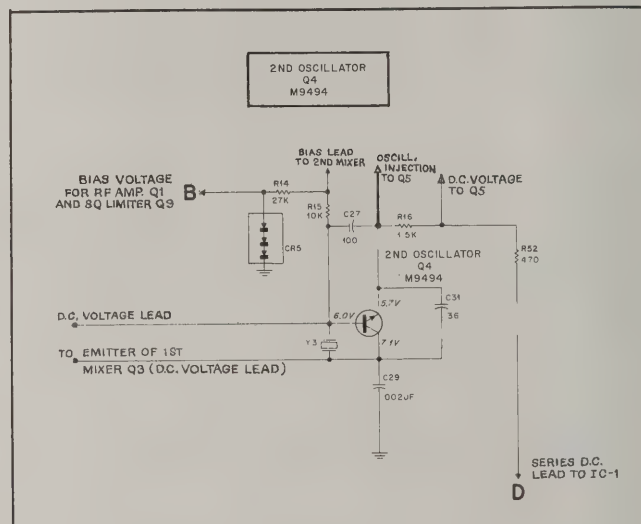 2ND OSCILLATOR
Q4
M9494
BIAS LEAD
TO 2ND MIXER
OSCILL.
INJECTION
TO Q5
D.C. VOLTAGE
TO Q5
BIAS VOLTAGE
FOR RF AMP. Q1
AND SQ LIMITER Q9
B
R14
27K
R15
10K
C27
100
R16
1.5K
R52
470
CR5
2ND OSCILLATOR
Q4
M9494
5.7V
C31
36
D.C. VOLTAGE LEAD
6.0V
Y3
7.1V
TO EMITTER OF 1ST
MIXER Q3 (D.C. VOLTAGE LEAD)
C29
.002UF
SERIES D.C.
LEAD TO IC-1
D